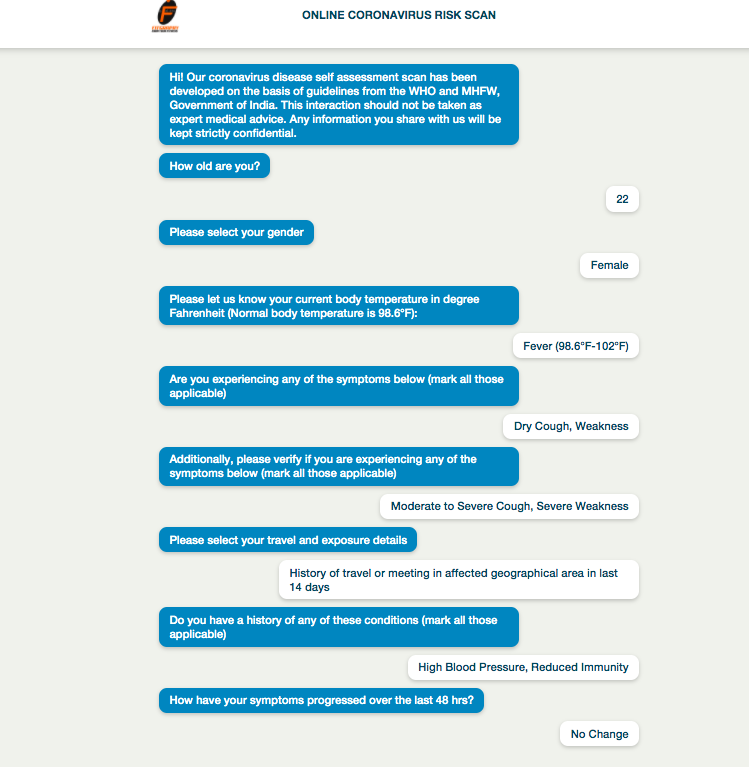 ONLINE CORONAVIRUS RISK SCAN
Hi! Our coronavirus disease self assessment scan has been
developed on the basis of guidelines from the WHO and MHFW,
Government of India. This interaction should not be taken as
expert medical advice. Any information you share with us will be
kept strictly confidential.
How old are you?
22
Please select your gender
Female
Please let us know your current body temperature in degree
Fahrenheit (Normal body temperature is 98.6°F):
Fever (98.6°F-102°F)
Are you experiencing any of the symptoms below (mark all those
applicable)
Dry Cough, Weakness
Additionally, please verify if you are experiencing any of the
symptoms below (mark all those applicable)
Moderate to Severe Cough, Severe Weakness
Please select your travel and exposure details
History of travel or meeting in affected geographical area in last
14 days
Do you have a history of any of these conditions (mark all those
applicable)
High Blood Pressure, Reduced Immunity
How have your symptoms progressed over the last 48 hrs?
No Change